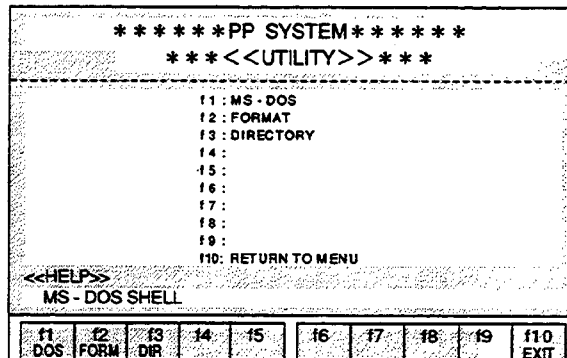 ******PP SYSTEM******
***<<UTILITY>>***
f1 : MS - DOS
f2 : FORMAT
f3 : DIRECTORY
f4 :
f5 :
f6 :
f7 :
f8 :
f9 :
f10: RETURN TO MENU
<<HELP>>
MS - DOS SHELL
f1 f2 f3 f4 f5 f6 f7 f8 f9 f10
DOS FORM DIR EXIT